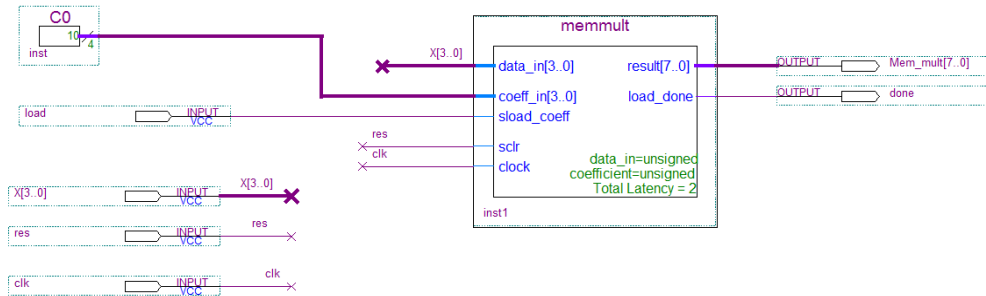 C0
10
4
inst
memmult
X[3..0]
data_in[3..0]
result[7..0]
OUTPUT
Mem_mult[7..0]
coeff_in[3..0]
load_done
OUTPUT
done
load
INPUT
VCC
sload_coeff
res
sclr
clk
clock
data_in=unsigned
coefficient=unsigned
Total Latency = 2
inst1
X[3..0]
INPUT
VCC
X[3..0]
res
INPUT
VCC
res
clk
INPUT
VCC
clk